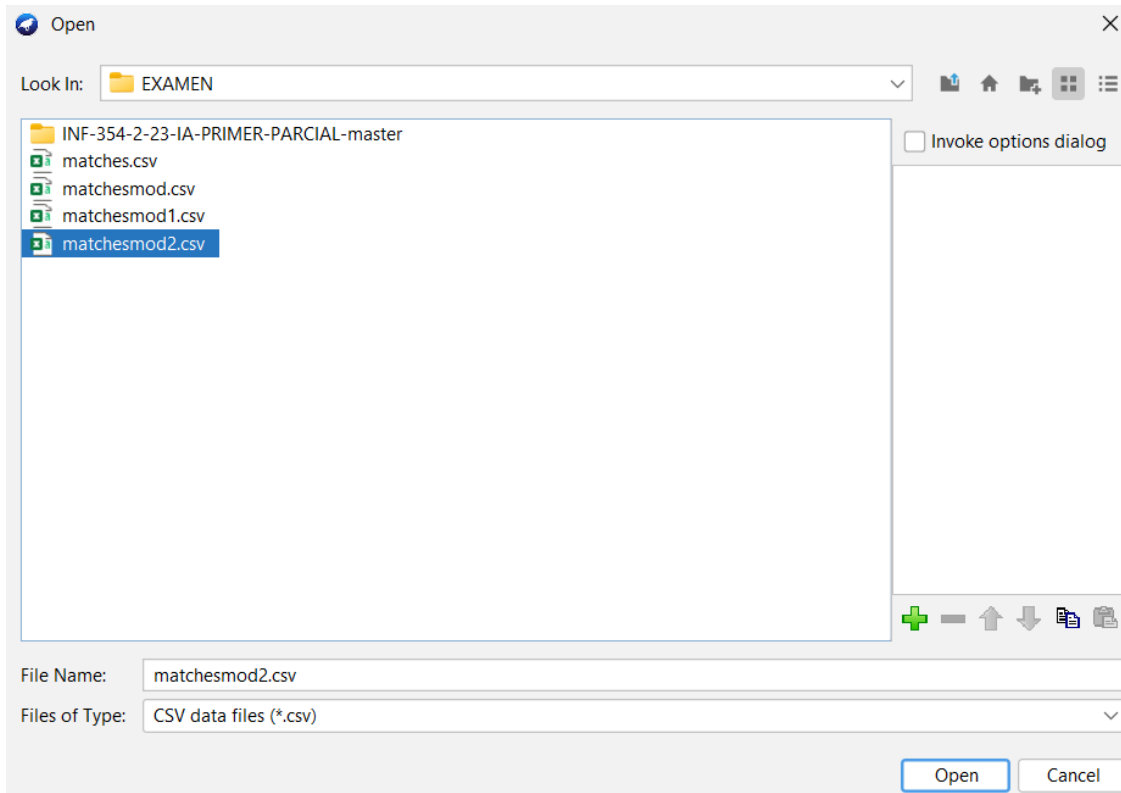 Open
Look In: EXAMEN
INF-354-2-23-IA-PRIMER-PARCIAL-master
matches.csv
matchesmod.csv
matchesmod1.csv
matchesmod2.csv
Invoke options dialog
File Name: matchesmod2.csv
Files of Type: CSV data files (*.csv)
Open Cancel